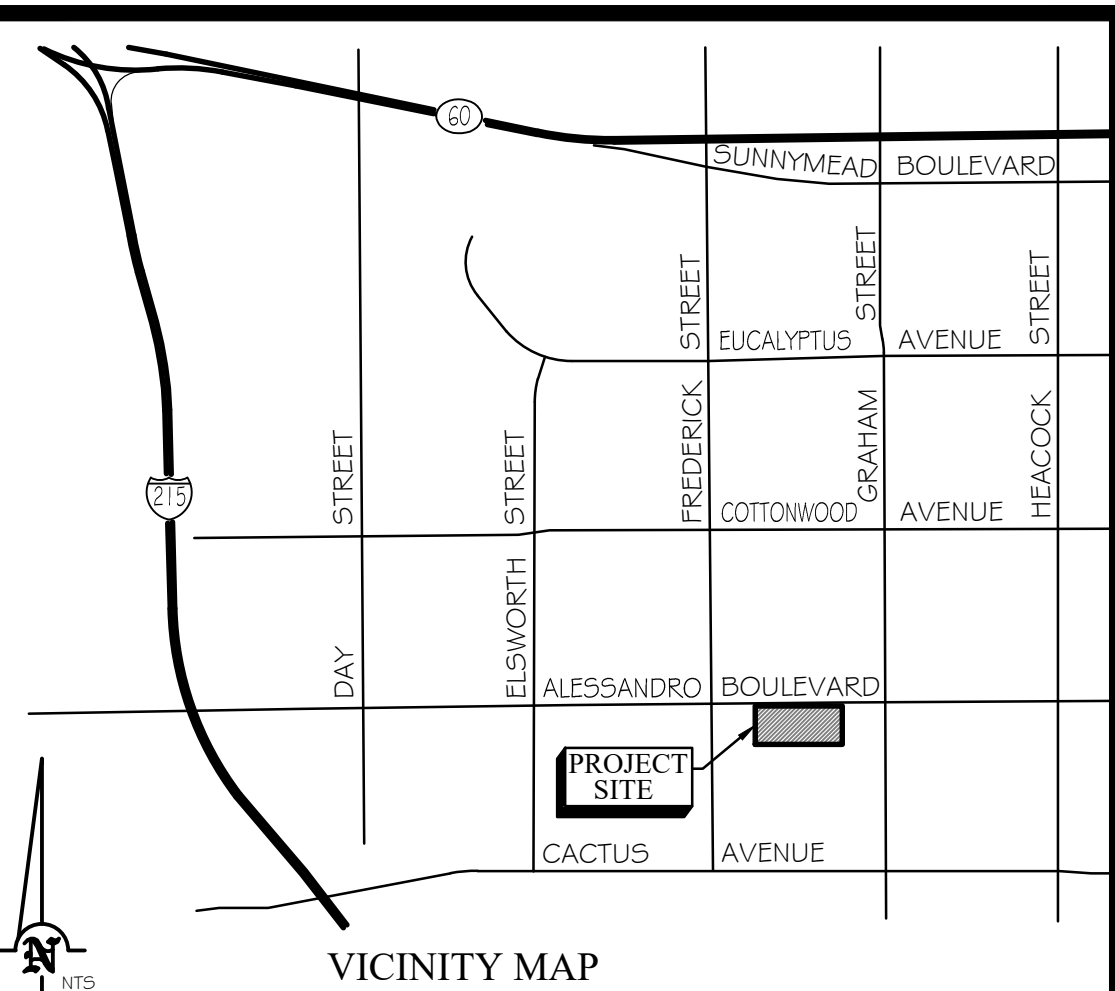 60
SUNNYMEAD BOULEVARD
STREET
STREET
STREET
EUCALYPTUS AVENUE
FREDERICK
GRAHAM
HEACOCK
STREET
STREET
215
COTTONWOOD AVENUE
ELSWORTH
DAY
ALESSANDRO BOULEVARD
PROJECT
SITE
CACTUS AVENUE
N
NTS
VICINITY MAP